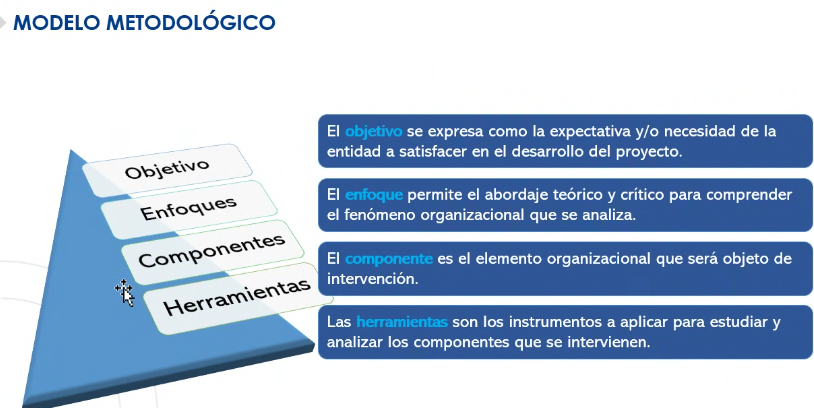 MODELO METODOLÓGICO
Objetivo
Enfoques
Componentes
Herramientas
El objetivo se expresa como la expectativa y/o necesidad de la
entidad a satisfacer en el desarrollo del proyecto.
El enfoque permite el abordaje teórico y crítico para comprender
el fenómeno organizacional que se analiza.
El componente es el elemento organizacional que será objeto de
intervención.
Las herramientas son los instrumentos a aplicar para estudiar y
analizar los componentes que se intervienen.